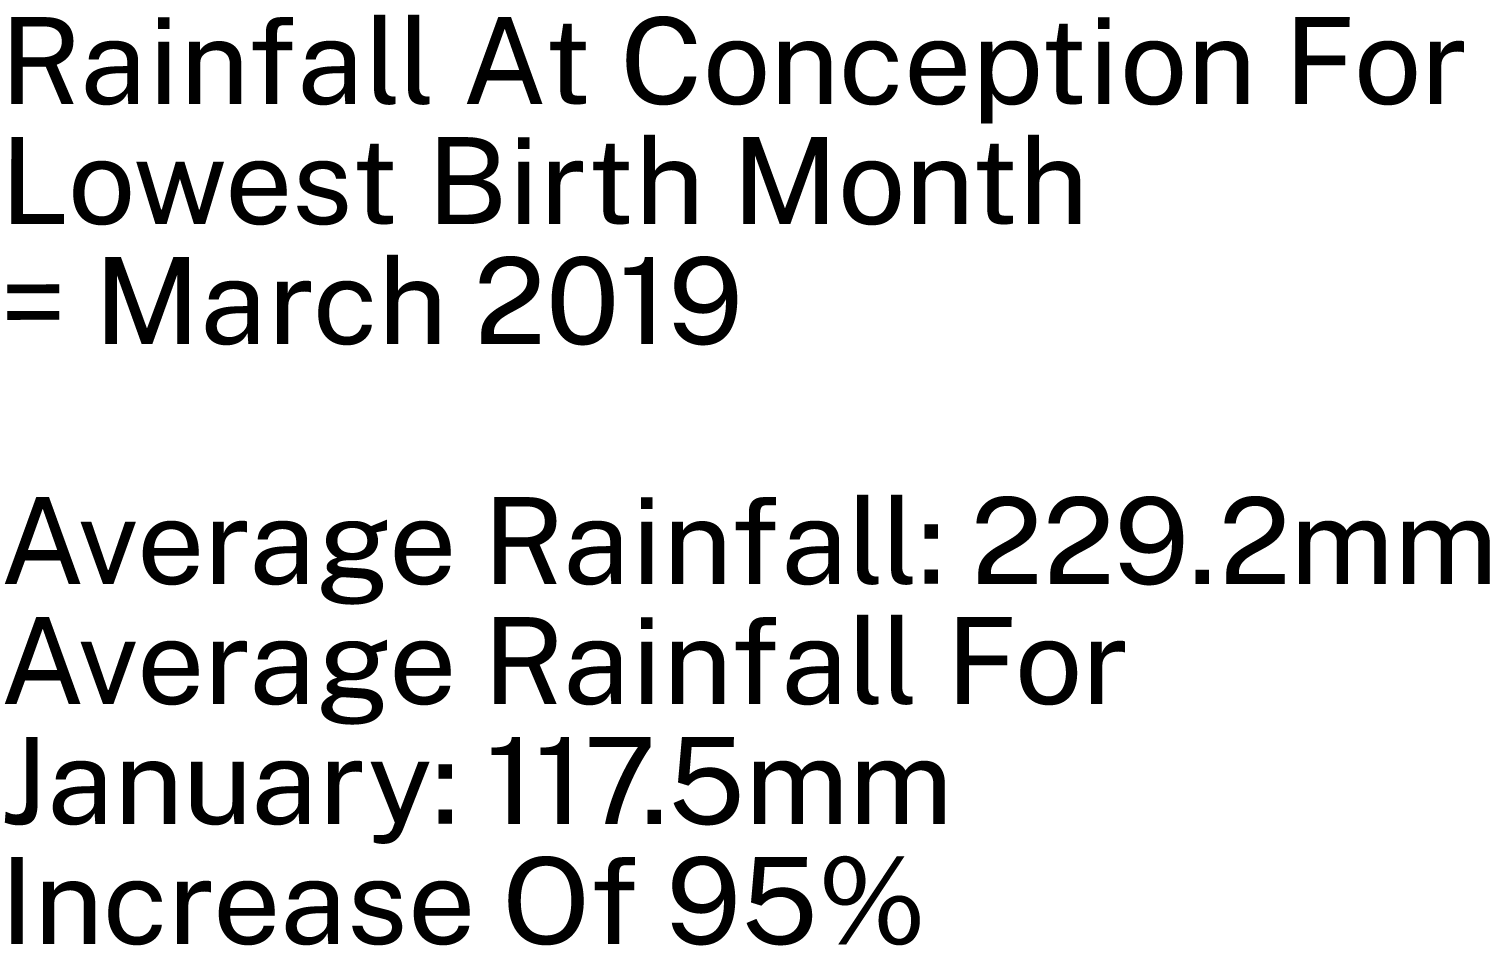 Rainfall At Conception For
Lowest Birth Month
= March 2019
Average Rainfall: 229.2mm
Average Rainfall For
January: 117.5mm
Increase Of 95%